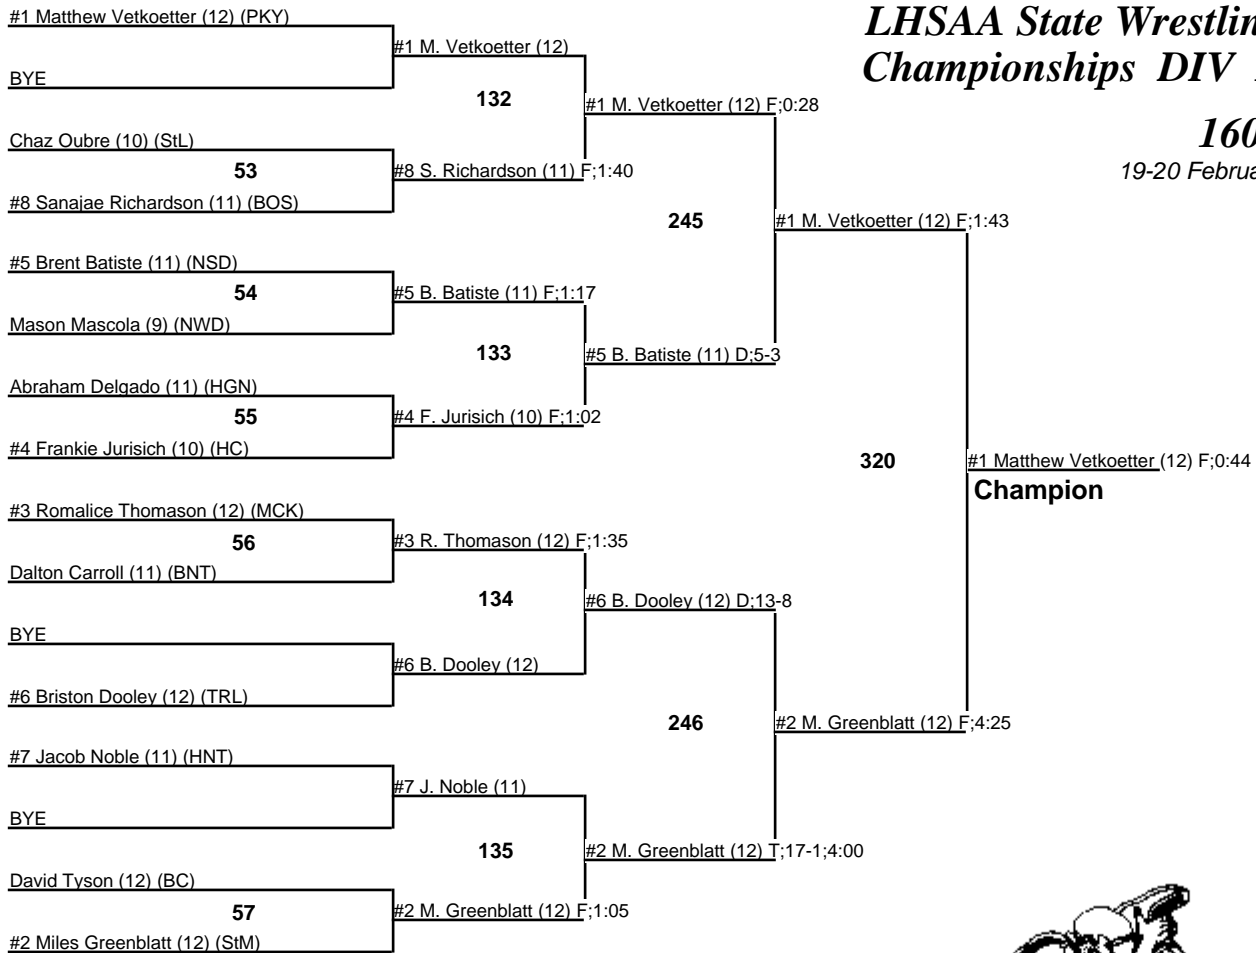 LHSAA State Wrestlin
Championships DIV
160
19-20 Februa
#1 Matthew Vetkoetter (12) (PKY)
BYE
Chaz Oubre (10) (StL)
53
#8 Sanajae Richardson (11) (BOS)
#5 Brent Batiste (11) (NSD)
54
Mason Mascola (9) (NWD)
Abraham Delgado (11) (HGN)
55
#4 Frankie Jurisich (10) (HC)
#3 Romalice Thomason (12) (MCK)
56
Dalton Carroll (11) (BNT)
BYE
#6 Briston Dooley (12) (TRL)
#7 Jacob Noble (11) (HNT)
BYE
David Tyson (12) (BC)
57
#2 Miles Greenblatt (12) (StM)
#1 M. Vetkoetter (12)
132
#8 S. Richardson (11) F;1:40
#5 B. Batiste (11) F;1:17
133
#4 F. Jurisich (10) F;1:02
#3 R. Thomason (12) F;1:35
134
#6 B. Dooley (12)
#7 J. Noble (11)
135
#2 M. Greenblatt (12) F;1:05
#1 M. Vetkoetter (12) F;0:28
245
#5 B. Batiste (11) D;5-3
#6 B. Dooley (12) D;13-8
246
#2 M. Greenblatt (12) T;17-1;4:00
#1 M. Vetkoetter (12) F;1:43
320
#2 M. Greenblatt (12) F;4:25
#1 Matthew Vetkoetter (12) F;0:44
Champion